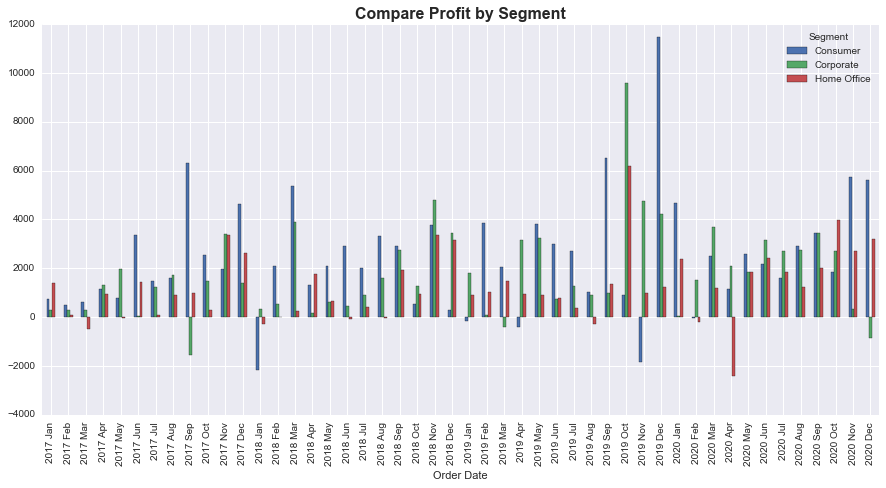 Compare Profit by Segment
12000
10000
8000
6000
4000
2000
0
−2000
−4000
Segment
Consumer
Corporate
Home Office
2017 Jan
2017 Feb
2017 Mar
2017 Apr
2017 May
2017 Jun
2017 Jul
2017 Aug
2017 Sep
2017 Oct
2017 Nov
2017 Dec
2018 Jan
2018 Feb
2018 Mar
2018 Apr
2018 May
2018 Jun
2018 Jul
2018 Aug
2018 Sep
2018 Oct
2018 Nov
2018 Dec
2019 Jan
2019 Feb
2019 Mar
2019 Apr
2019 May
2019 Jun
2019 Jul
2019 Aug
2019 Sep
2019 Oct
2019 Nov
2019 Dec
2020 Jan
2020 Feb
2020 Mar
2020 Apr
2020 May
2020 Jun
2020 Jul
2020 Aug
2020 Sep
2020 Oct
2020 Nov
2020 Dec
Order Date